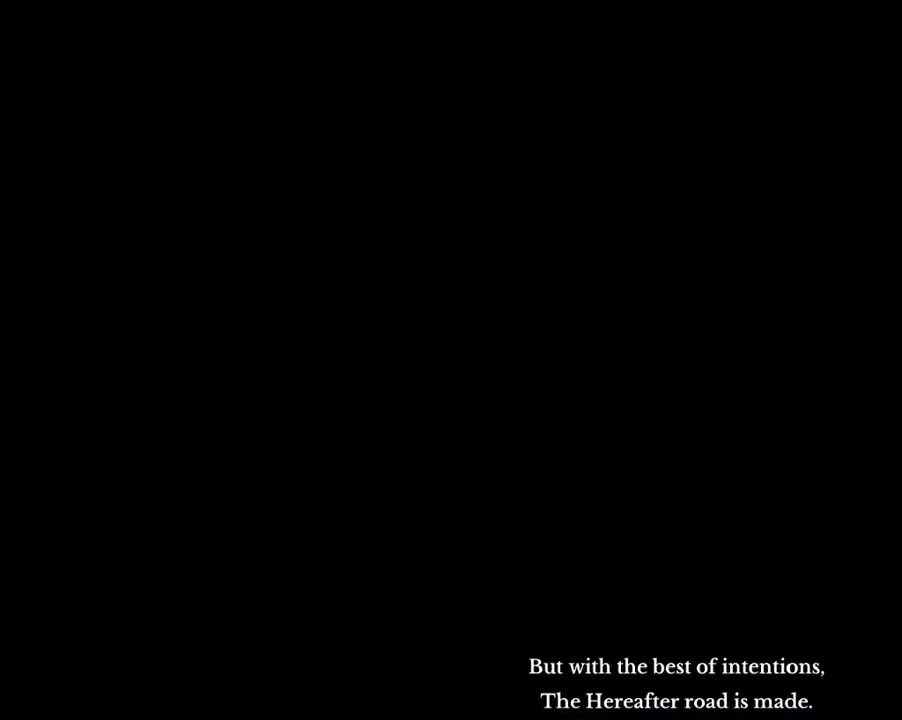 But with the best of intentions,
The Hereafter road is made.